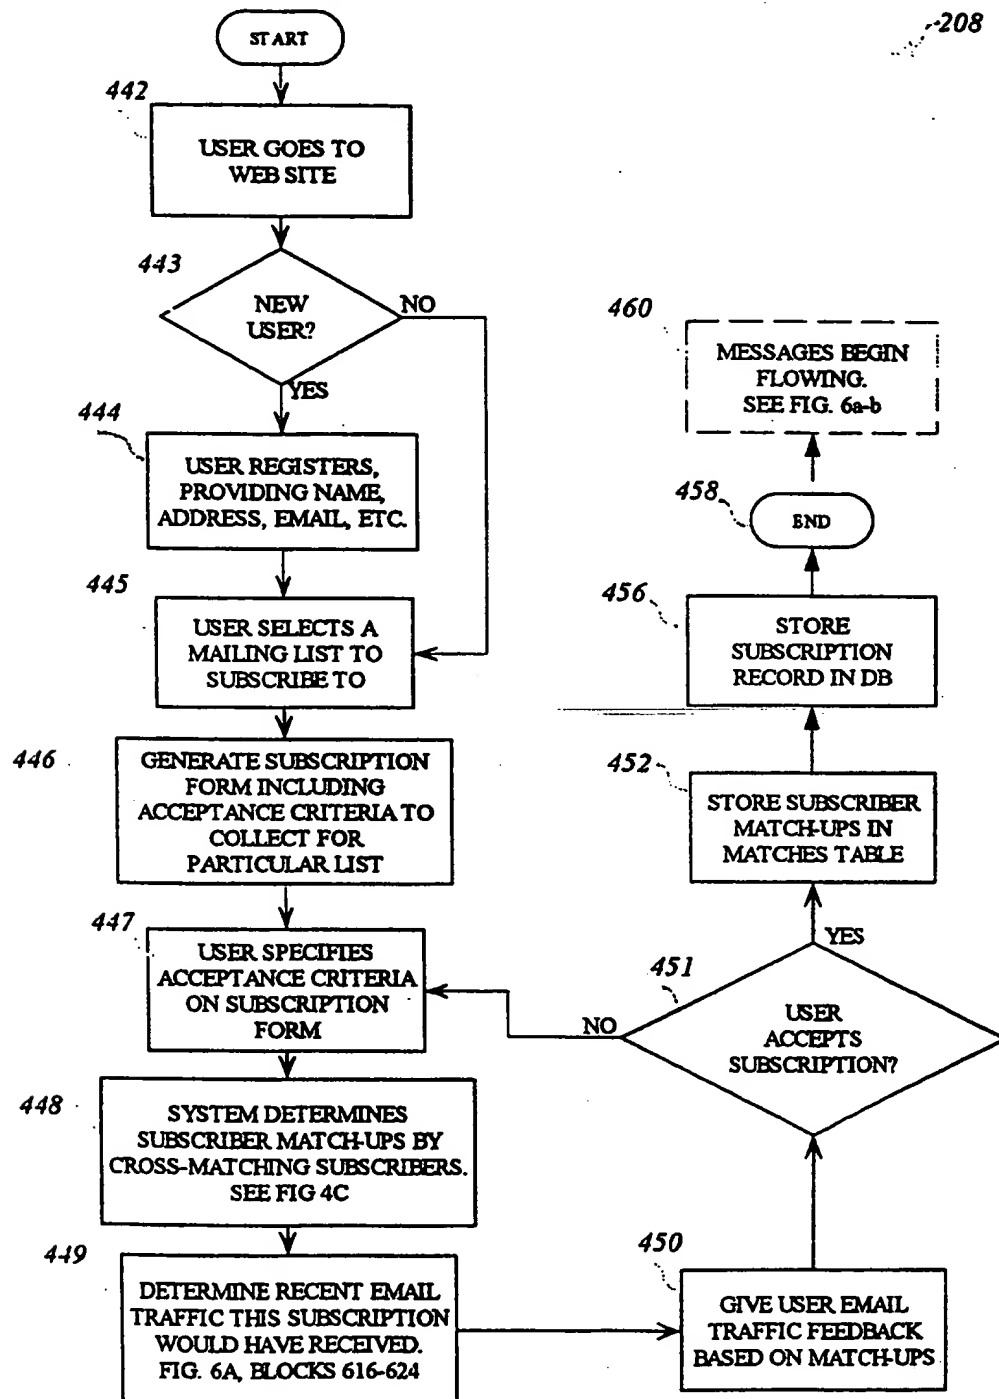 208
START
442
USER GOES TO
WEB SITE
443
NEW
USER?
NO
YES
444
USER REGISTERS,
PROVIDING NAME,
ADDRESS, EMAIL, ETC.
445
USER SELECTS A
MAILING LIST TO
SUBSCRIBE TO
446
GENERATE SUBSCRIPTION
FORM INCLUDING
ACCEPTANCE CRITERIA TO
COLLECT FOR
PARTICULAR LIST
447
USER SPECIFIES
ACCEPTANCE CRITERIA
ON SUBSCRIPTION
FORM
448
SYSTEM DETERMINES
SUBSCRIBER MATCH-UPS BY
CROSS-MATCHING SUBSCRIBERS.
SEE FIG 4C
449
DETERMINE RECENT EMAIL
TRAFFIC THIS SUBSCRIPTION
WOULD HAVE RECEIVED.
FIG. 6A, BLOCKS 616-624
450
GIVE USER EMAIL
TRAFFIC FEEDBACK
BASED ON MATCH-UPS
451
USER
ACCEPTS
SUBSCRIPTION?
NO
YES
452
STORE SUBSCRIBER
MATCH-UPS IN
MATCHES TABLE
456
STORE
SUBSCRIPTION
RECORD IN DB
458
END
460
MESSAGES BEGIN
FLOWING.
SEE FIG. 6a-b